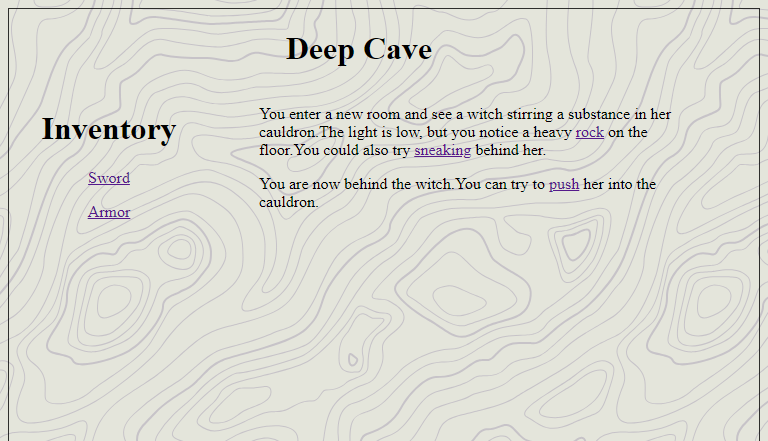 Deep Cave
Inventory
Sword
Armor
You enter a new room and see a witch stirring a substance in her
cauldron.The light is low, but you notice a heavy rock on the
floor.You could also try sneaking behind her.
You are now behind the witch.You can try to push her into the
cauldron.